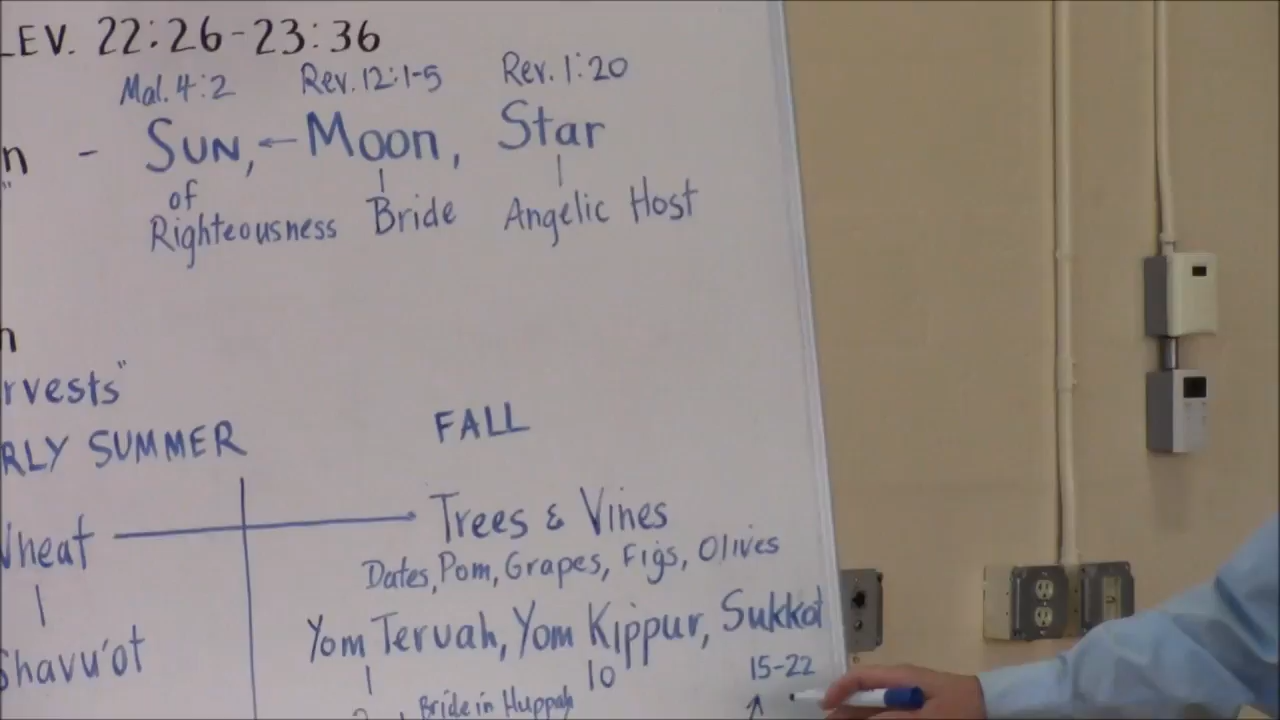 LEV. 22:26-23:36
Mal. 4:2 Rev. 12:1-5 Rev. 1:20
n - SUN, ← Moon, Star
of
Righteousness Bride Angelic Host
n
rvests"
RLY SUMMER FALL
Wheat Trees & Vines
Dates, Pom, Grapes, Figs, Olives
Yom Teruah, Yom Kippur, Sukkot
Shavu'ot
1 10 15-22
Bride in Huppah